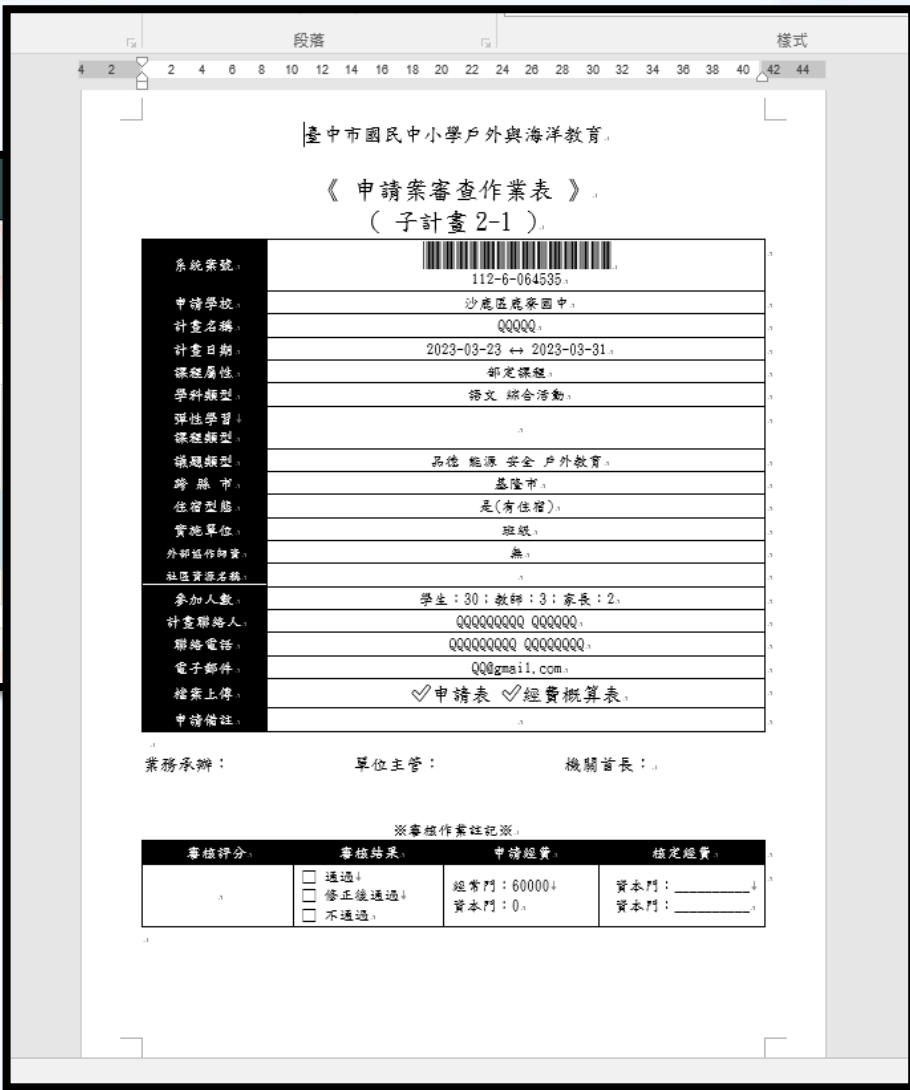 段落 樣式
4 2 2 4 6 8 10 12 14 16 18 20 22 24 26 28 30 32 34 36 38 40 42 44
臺中市國民中小學戶外與海洋教育
《 申請案審查作業表 》
( 子計畫 2-1 )
系統案號
112-6-064535
申請學校 沙鹿區鹿寮國中
計畫名稱 QQQQQ
計畫日期 2023-03-23 ↔ 2023-03-31
課程屬性 部定課程
學科類型 語文 綜合活動
彈性學習
課程類型
議題類型 品德 能源 安全 戶外教育
跨 縣 市 基隆市
住宿型態 是(有住宿)
實施單位 班級
外部協作師資 無
社區資源名稱
參加人數 學生：30；教師：3；家長：2
計畫聯絡人 QQQQQQQQQ QQQQQQ
聯絡電話 QQQQQQQQQ QQQQQQQQ
電子郵件 QQ@gmail.com
檔案上傳 ✓申請表 ✓經費概算表
申請備註
業務承辦： 單位主管： 機關首長：
※審核作業註記※
審核評分 審核結果 申請經費 核定經費
□ 通過
□ 修正後通過
□ 不通過
經常門：60000
資本門：0
資本門：__________
資本門：__________